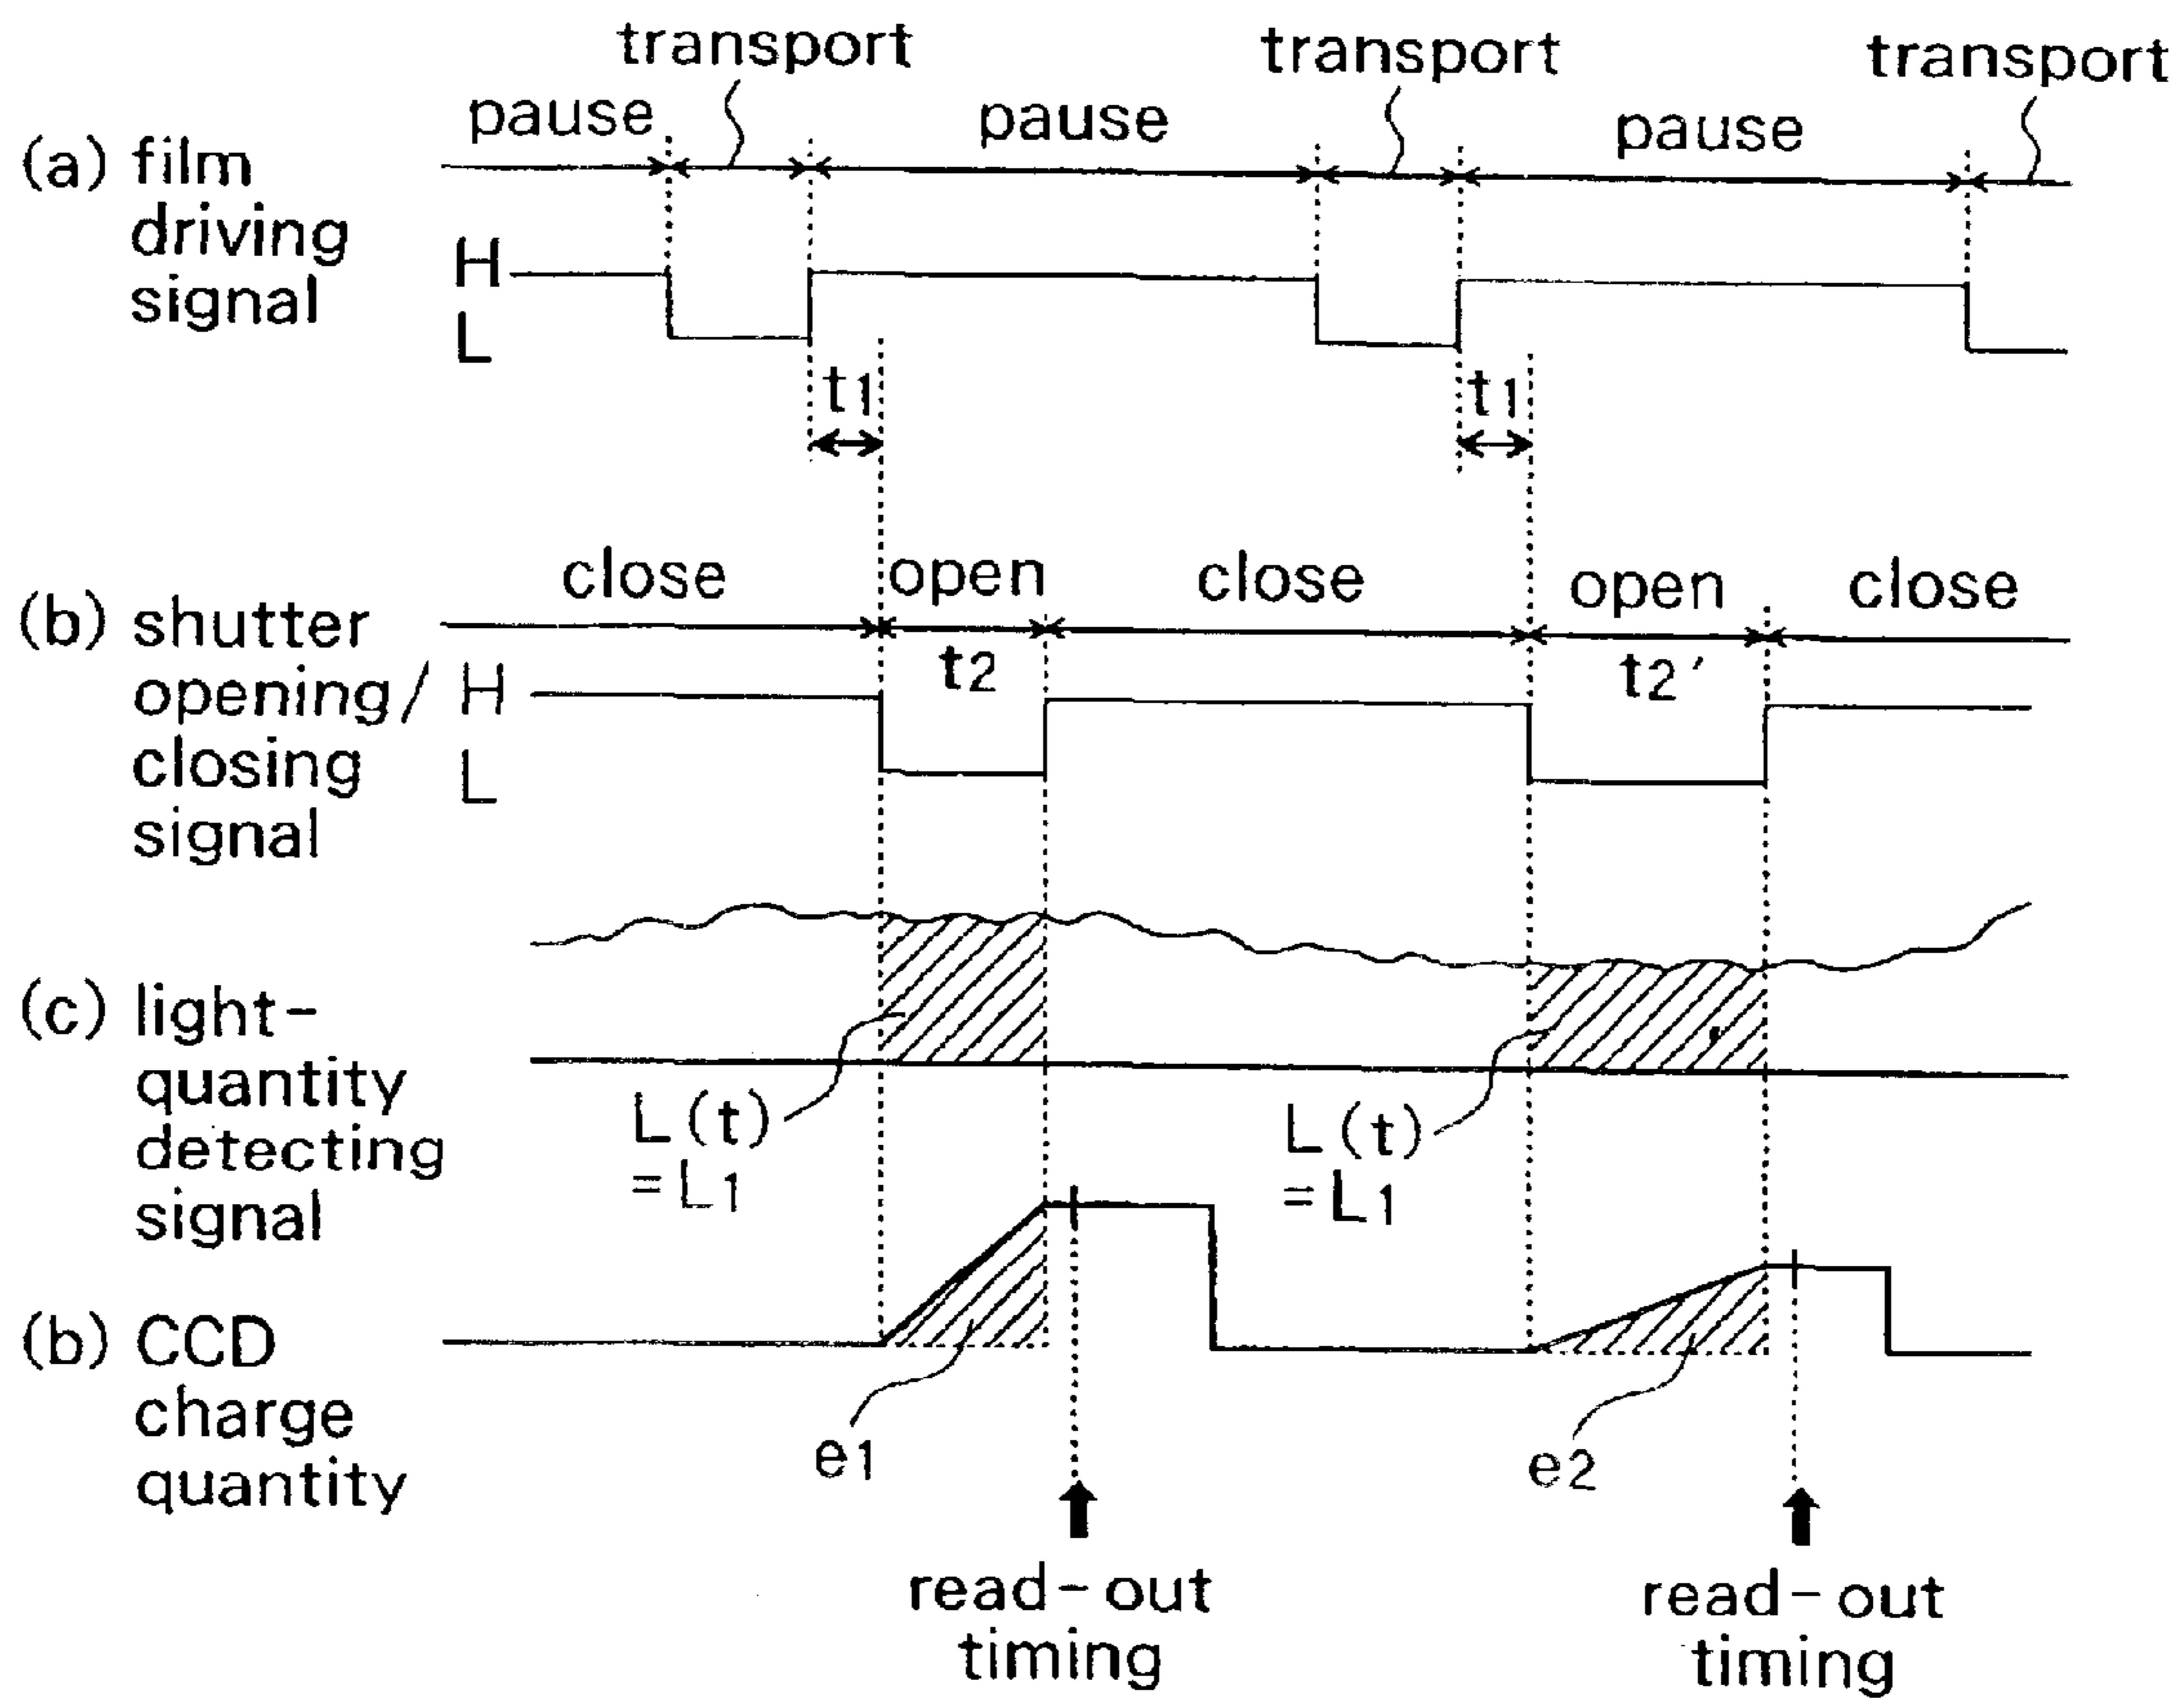 transport transport transport
pause pause pause
(a) film
driving
signal
H
L
t1 t1
close open close open close
(b) shutter
opening/
closing
signal
H
L
t2 t2'
(c) light-
quantity
detecting
signal
L(t)
=L1
L(t)
=L1
(b) CCD
charge
quantity
e1 e2
read-out
timing
read-out
timing